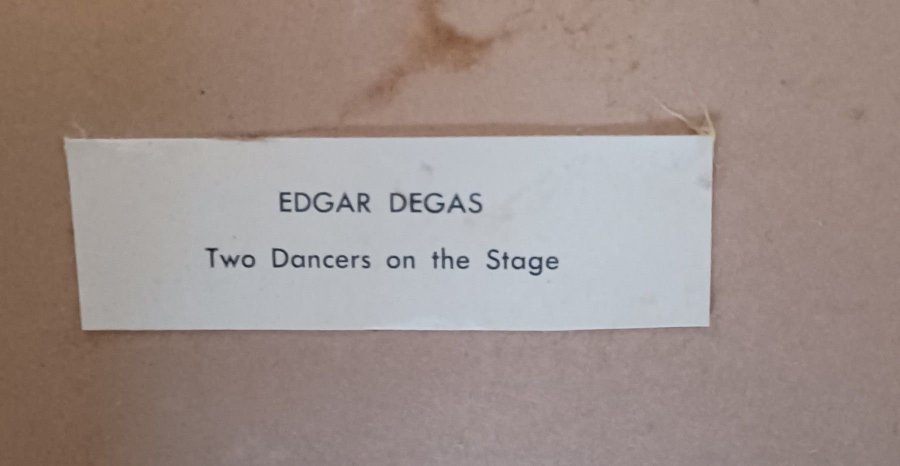 EDGAR DEGAS
Two Dancers on the Stage